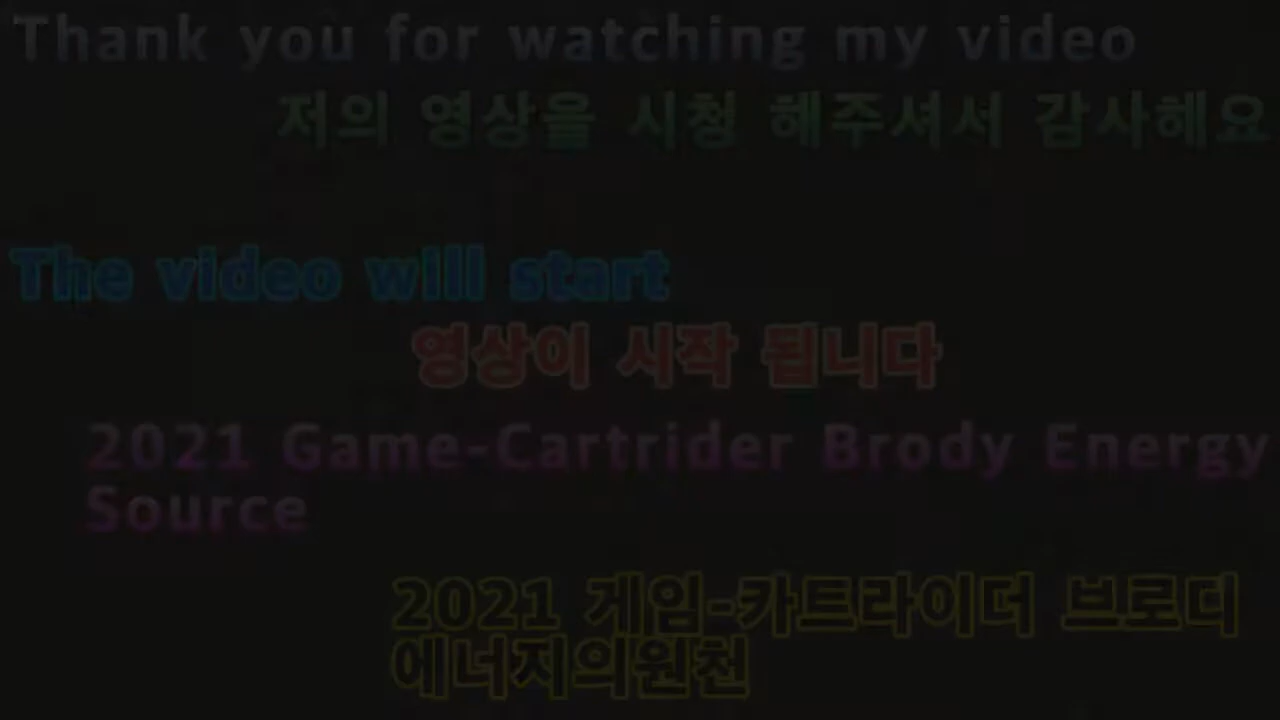 Thank you for watching my video
저의 영상을 시청 해주셔서 감사해요
The video will start
영상이 시작 됩니다
2021 Game-Cartrider Brody Energy
Source
2021 게임-카트라이더 브로디
에너지의원천